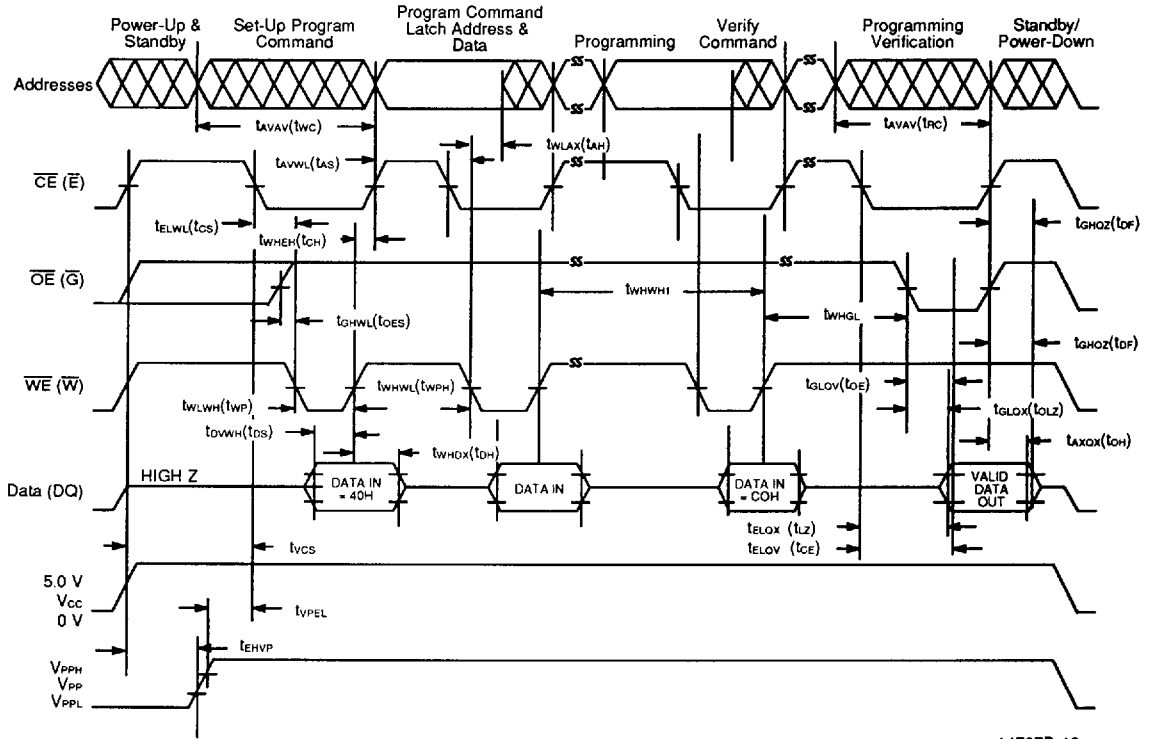 Power-Up & Standby
Set-Up Program Command
Program Command Latch Address & Data
Programming
Verify Command
Programming Verification
Standby/ Power-Down
Addresses
tAVAV(tWC)
tAVAV(tRC)
tWLAX(tAH)
tAVWL(tAS)
CE (E)
tELWL(tCS)
tWHEH(tCH)
tGHQZ(tDF)
OE (G)
tWHWH1
tWHGL
tGHWL(tOES)
tGHQZ(tDF)
WE (W)
tWHWL(tWPH)
tGLQV(tOE)
tWLWH(tWP)
tGLQX(tOLZ)
tDVWH(tDS)
tWHDX(tDH)
tAXQX(tOH)
HIGH Z
Data (DQ)
DATA IN = 40H
DATA IN
DATA IN = C0H
VALID DATA OUT
tELQX (tLZ)
tVCS
tELQV (tCE)
5.0 V
VCC
0 V
tVPEL
tEHVP
VPPH
VPP
VPPL